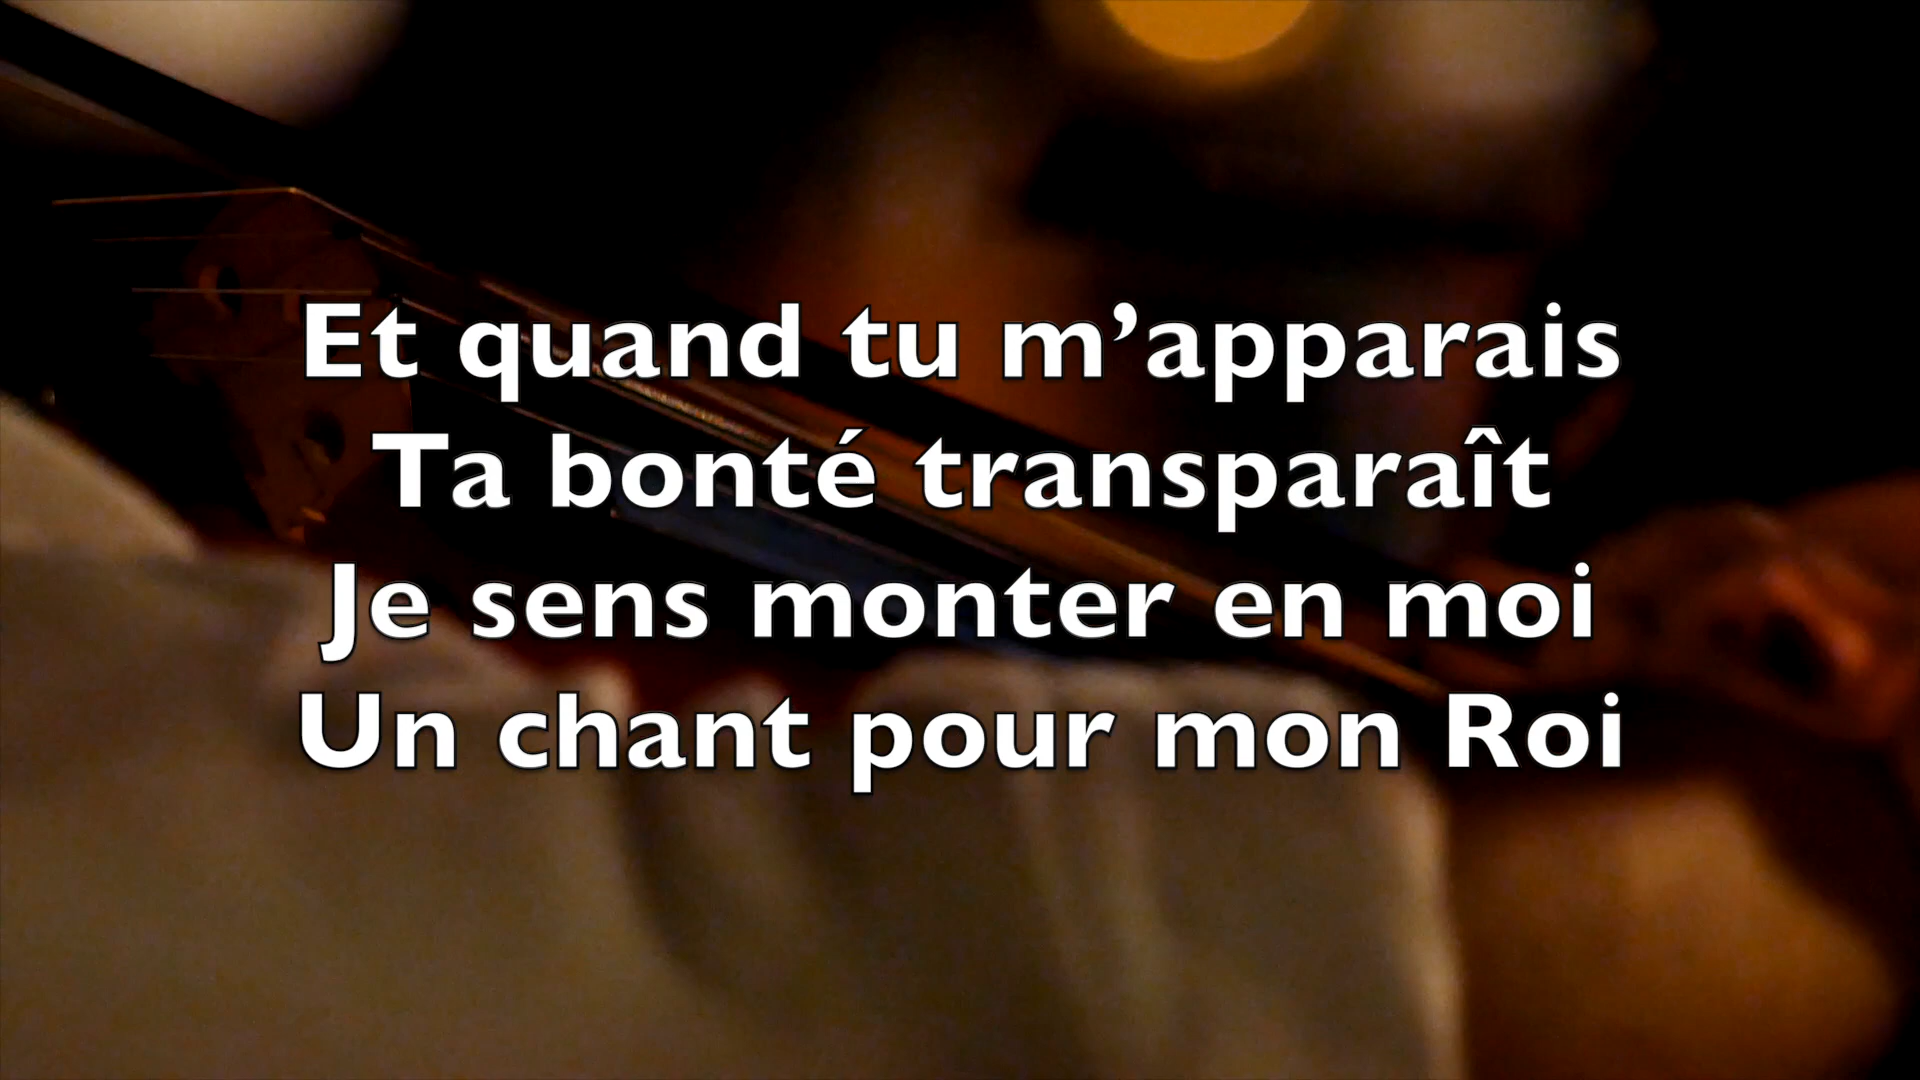 Et quand tu m’apparais
Ta bonté transparaît
Je sens monter en moi
Un chant pour mon Roi